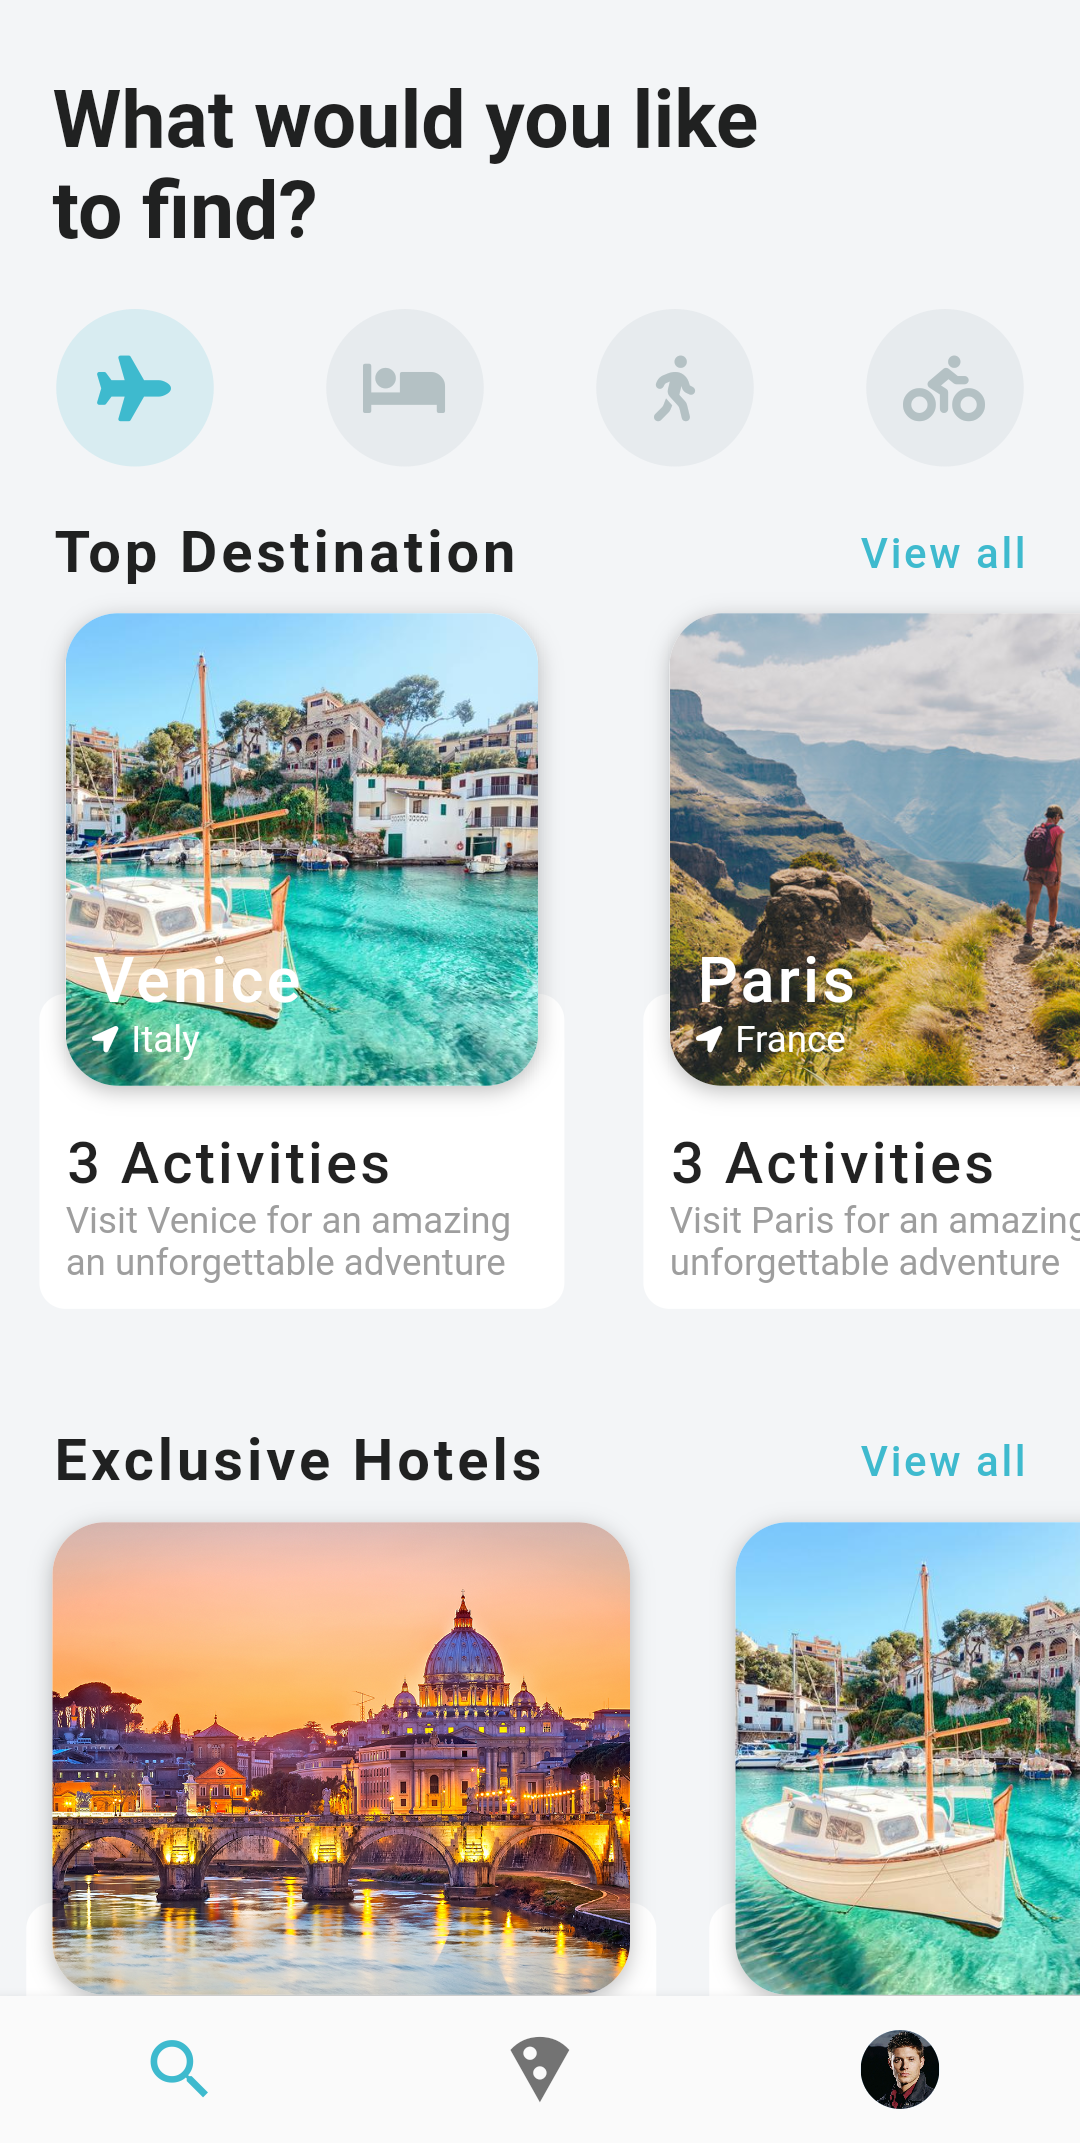 What would you like
to find?
Top Destination
View all
Venice
Italy
3 Activities
Visit Venice for an amazing
an unforgettable adventure
Paris
France
3 Activities
Visit Paris for an amazing
unforgettable adventure
Exclusive Hotels
View all